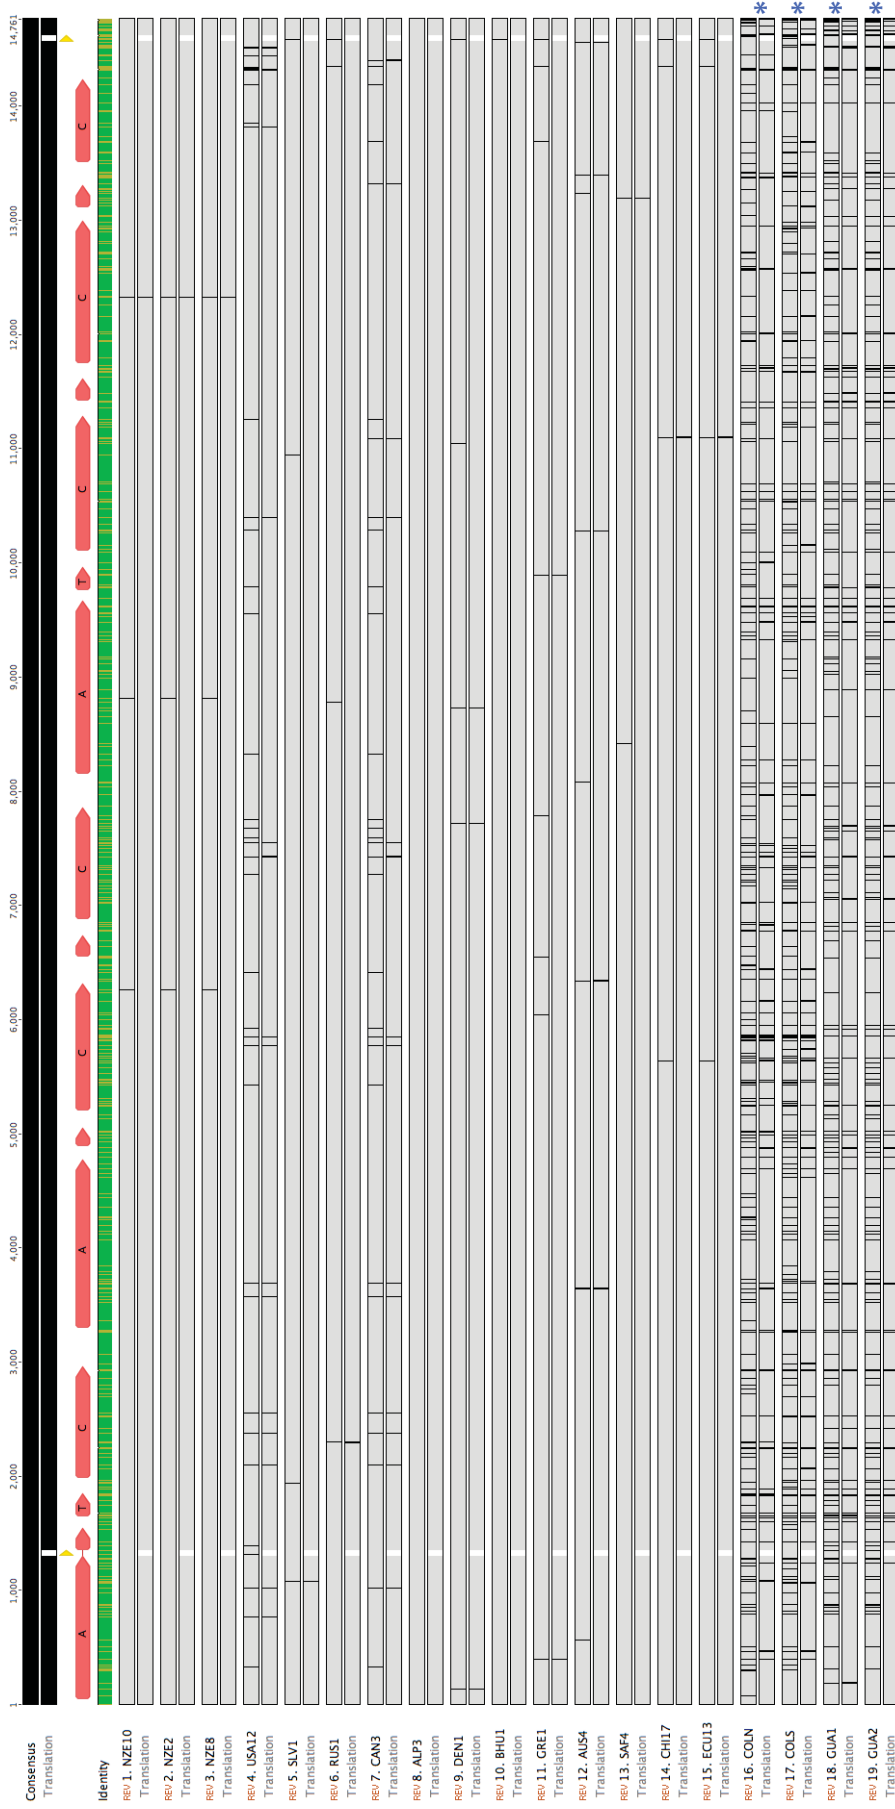 1 1,000 2,000 3,000 4,000 5,000 6,000 7,000 8,000 9,000 10,000 11,000 12,000 13,000 14,000 14,761
Consensus
Translation
A T C A C C A T C C C
Identity
REV 1. NZE10
Translation
REV 2. NZE2
Translation
REV 3. NZE8
Translation
REV 4. USA12
Translation
REV 5. SLV1
Translation
REV 6. RUS1
Translation
REV 7. CAN3
Translation
REV 8. ALP3
Translation
REV 9. DEN1
Translation
REV 10. BHU1
Translation
REV 11. GRE1
Translation
REV 12. AUS4
Translation
REV 13. SAF4
Translation
REV 14. CHI17
Translation
REV 15. ECU13
Translation
REV 16. COLN
Translation *
REV 17. COLS
Translation *
REV 18. GUA1
Translation *
REV 19. GUA2
Translation *